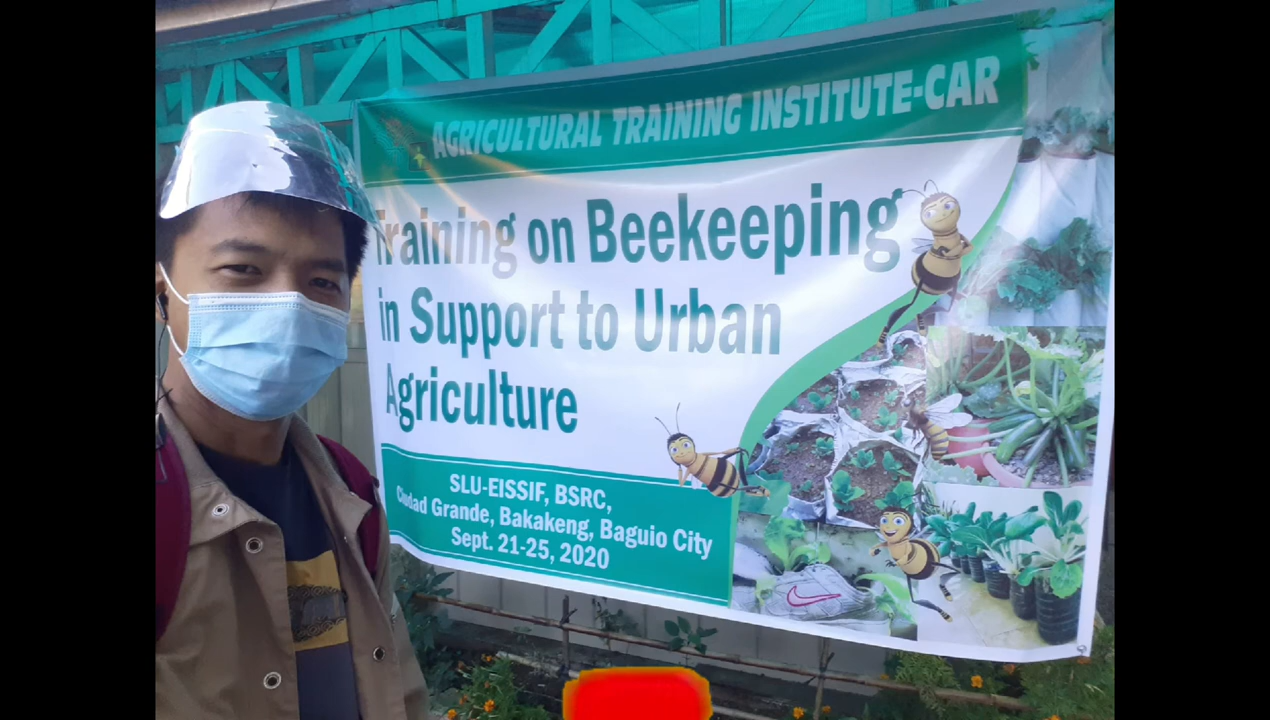 AGRICULTURAL TRAINING INSTITUTE-CAR
Training on Beekeeping
in Support to Urban
Agriculture
SLU-EISSIF, BSRC,
Ciudad Grande, Bakakeng, Baguio City
Sept. 21-25, 2020